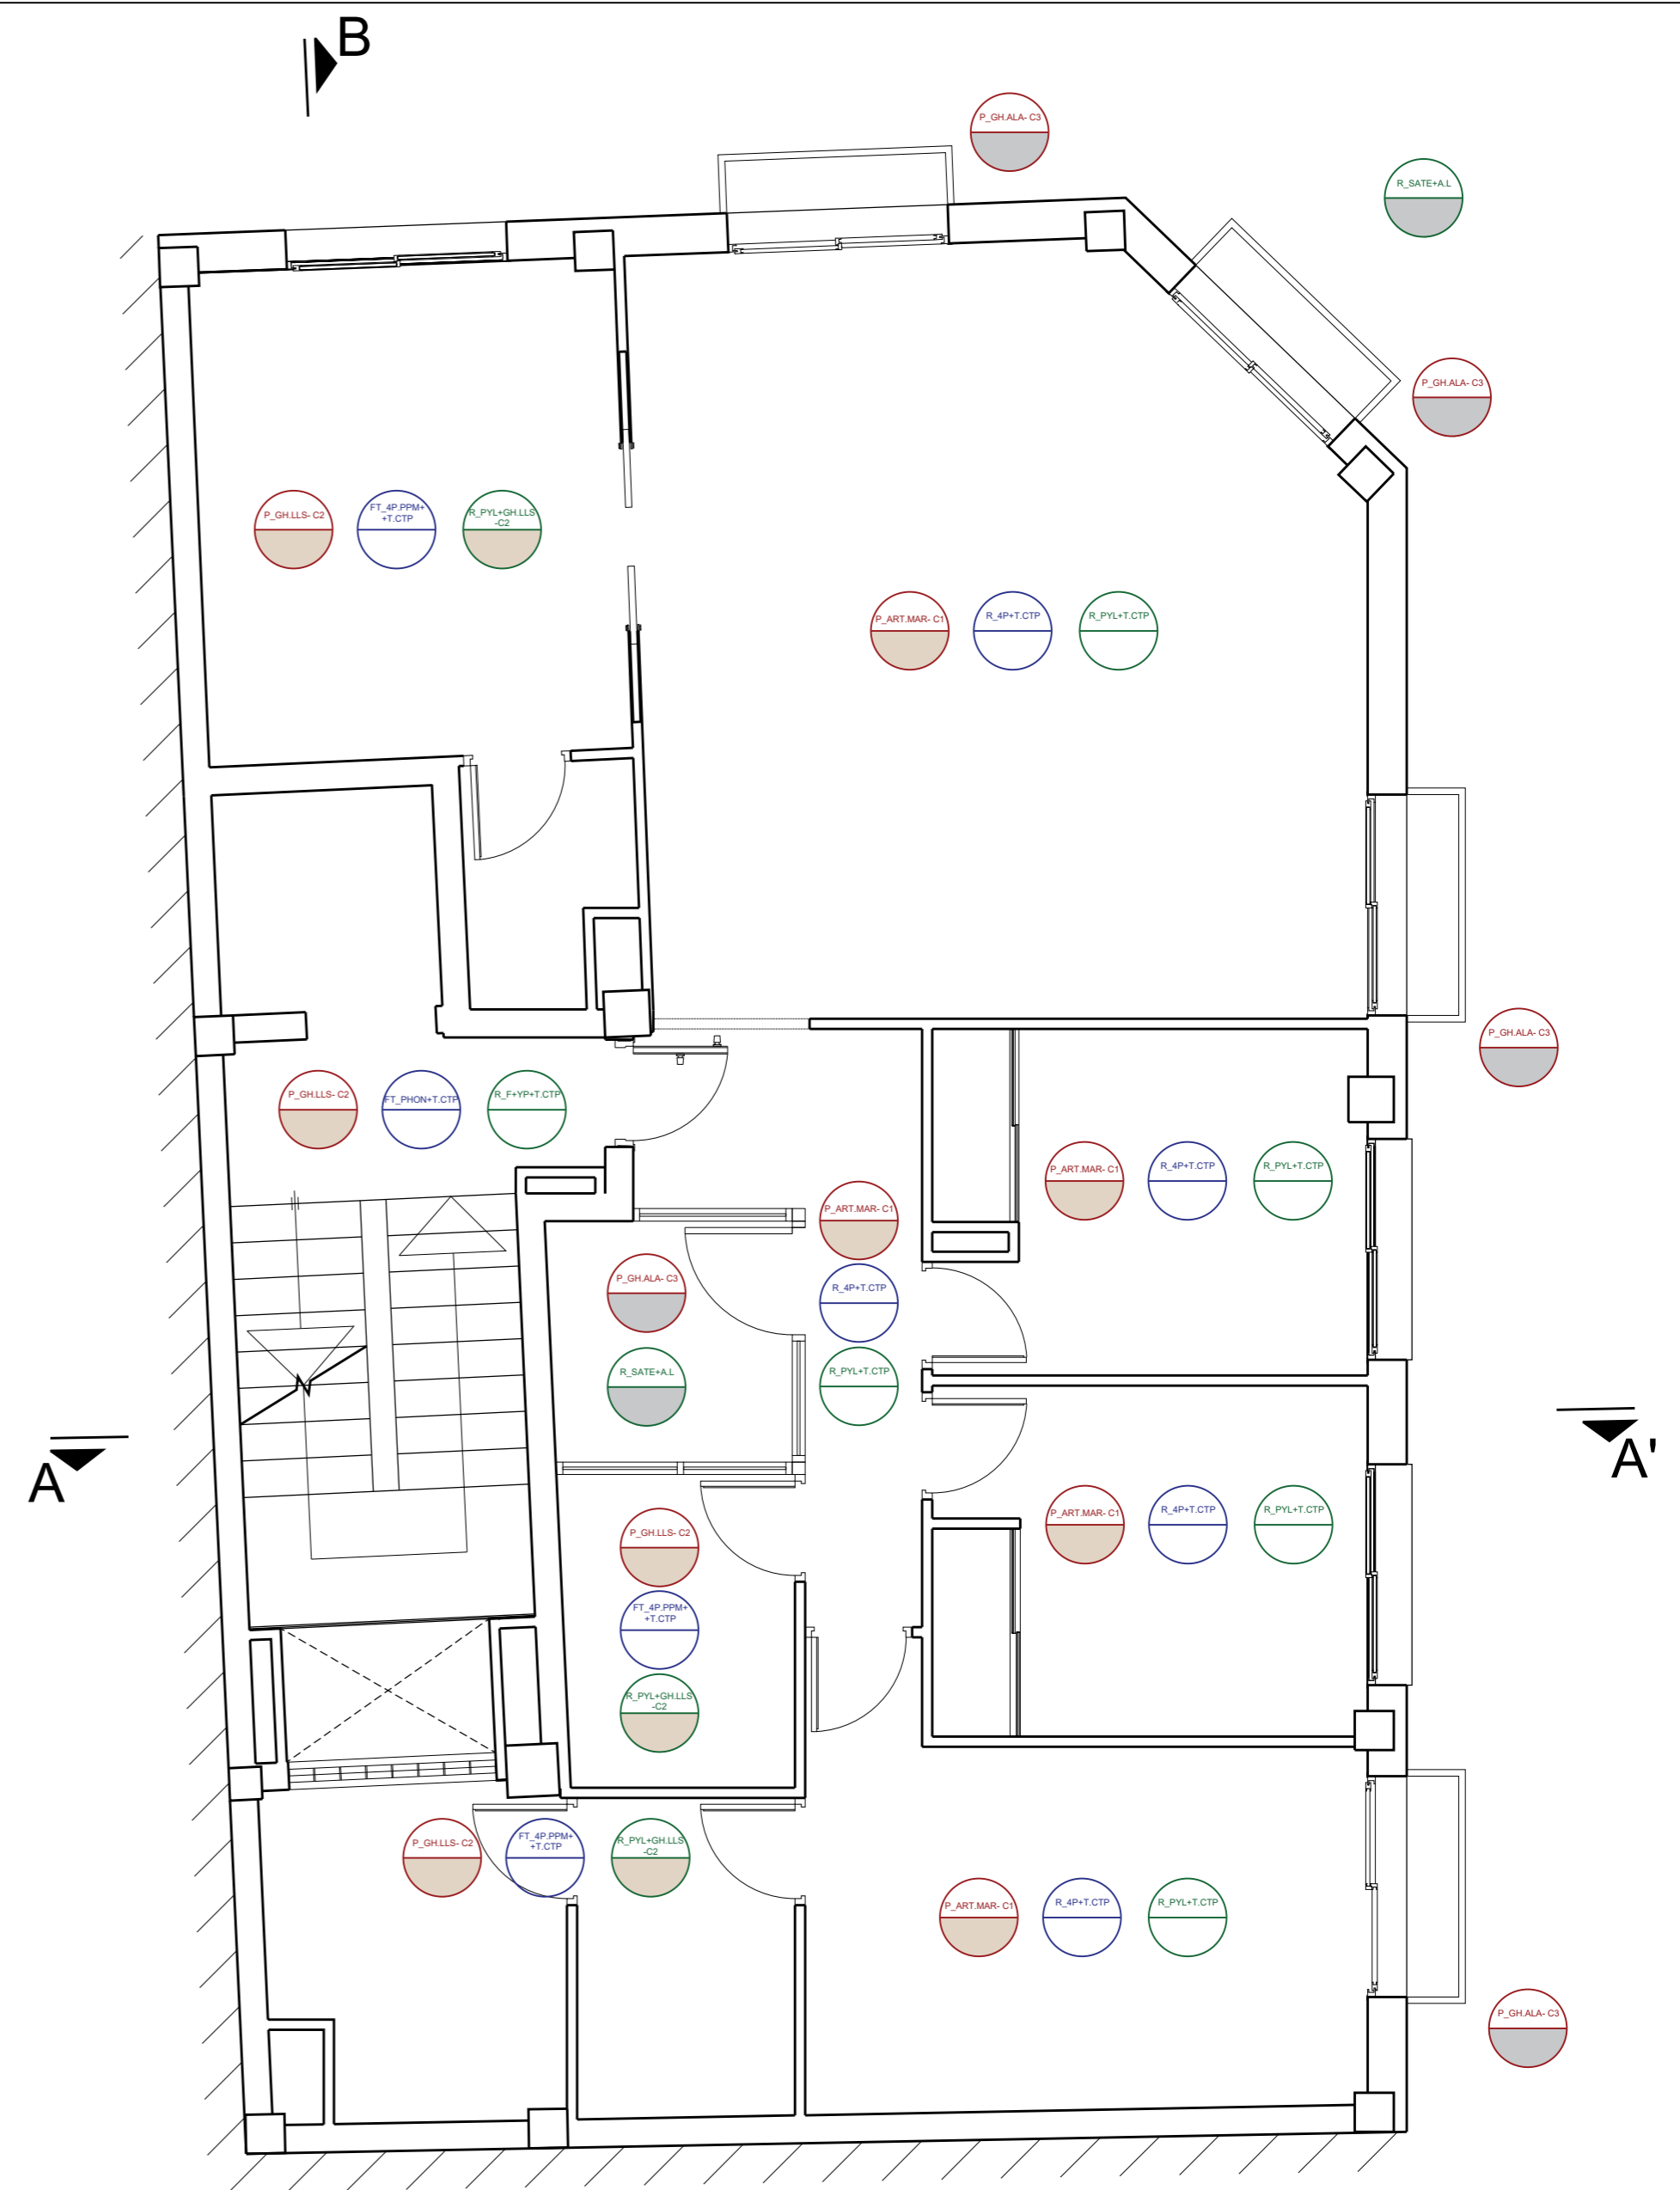 B
P_GH.ALA- C3
R_SATE+A.L
P_GH.ALA- C3
P_GH.LLS- C2
FT_4P.PPM+
+T.CTP
R_PYL+GH.LLS
-C2
P_ART.MAR- C1
R_4P+T.CTP
R_PYL+T.CTP
P_GH.ALA- C3
P_GH.LLS- C2
FT_PHON+T.CTP
R_F+YP+T.CTP
P_ART.MAR- C1
R_4P+T.CTP
R_PYL+T.CTP
P_ART.MAR- C1
R_4P+T.CTP
R_PYL+T.CTP
P_GH.ALA- C3
R_SATE+A.L
A
A'
P_ART.MAR- C1
R_4P+T.CTP
R_PYL+T.CTP
P_GH.LLS- C2
FT_4P.PPM+
+T.CTP
R_PYL+GH.LLS
-C2
P_GH.LLS- C2
FT_4P.PPM+
+T.CTP
R_PYL+GH.LLS
-C2
P_ART.MAR- C1
R_4P+T.CTP
R_PYL+T.CTP
P_GH.ALA- C3